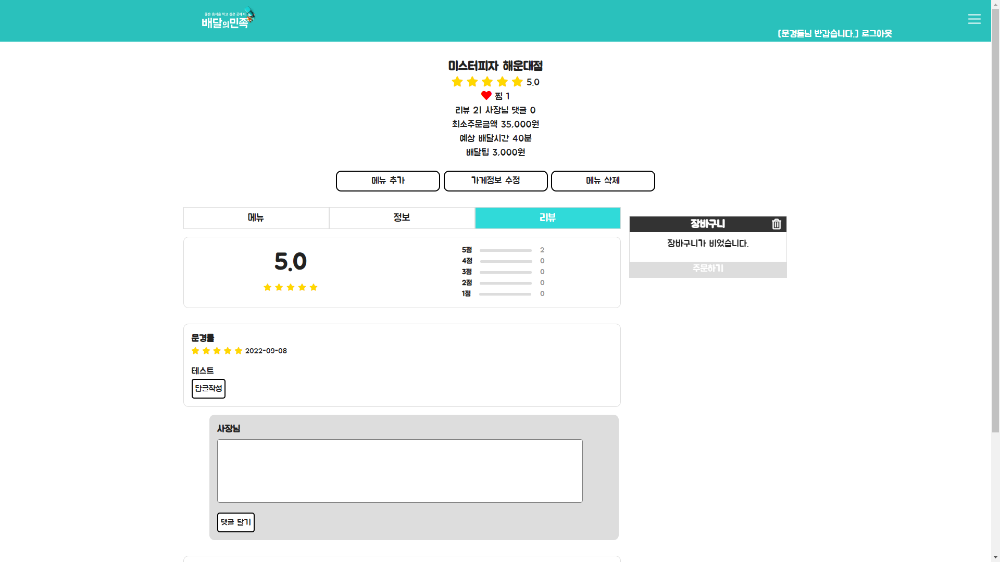 좋은 음식을 먹고 싶은 곳에서
배달의민족
(문경률님 반갑습니다.) 로그아웃
미스터피자 해운대점
5.0
찜 1
리뷰 2| 사장님 댓글 0
최소주문금액 35,000원
예상 배달시간 40분
배달팁 3,000원
메뉴 추가
가게정보 수정
메뉴 삭제
메뉴
정보
리뷰
5.0
5점 2
4점 0
3점 0
2점 0
1점 0
장바구니
장바구니가 비었습니다.
주문하기
문경률
2022-09-08
테스트
답글작성
사장님
댓글 달기